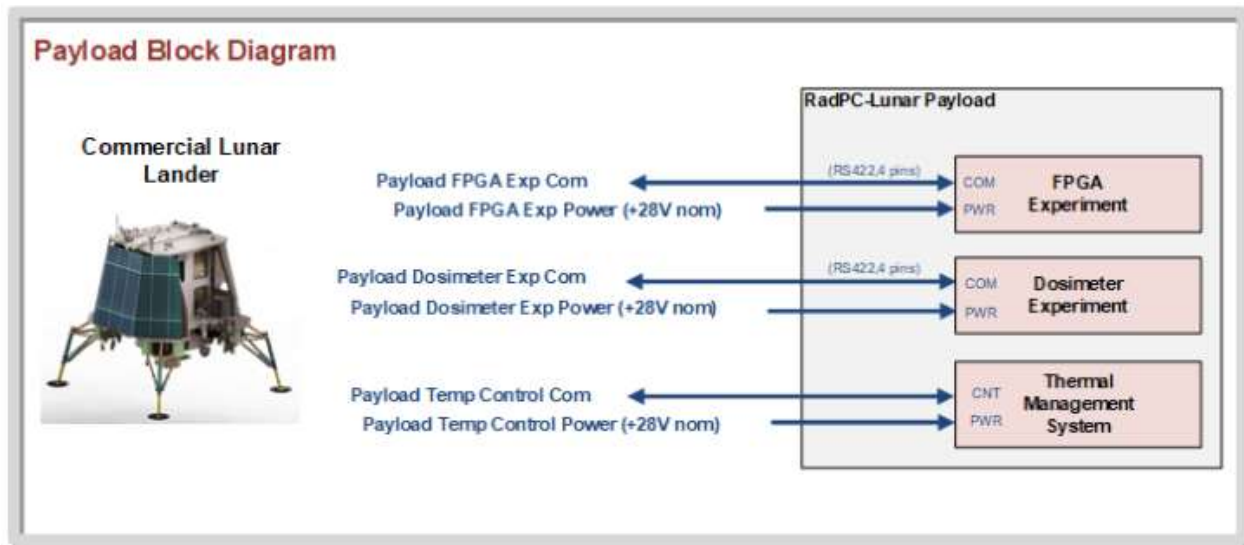 Payload Block Diagram
Commercial Lunar
Lander
RadPC-Lunar Payload
Payload FPGA Exp Com
(RS422,4 pins)
COM
FPGA
Experiment
Payload FPGA Exp Power (+28V nom)
PWR
Payload Dosimeter Exp Com
(RS422,4 pins)
COM
Dosimeter
Experiment
Payload Dosimeter Exp Power (+28V nom)
PWR
Payload Temp Control Com
CNT
Thermal
Management
System
Payload Temp Control Power (+28V nom)
PWR